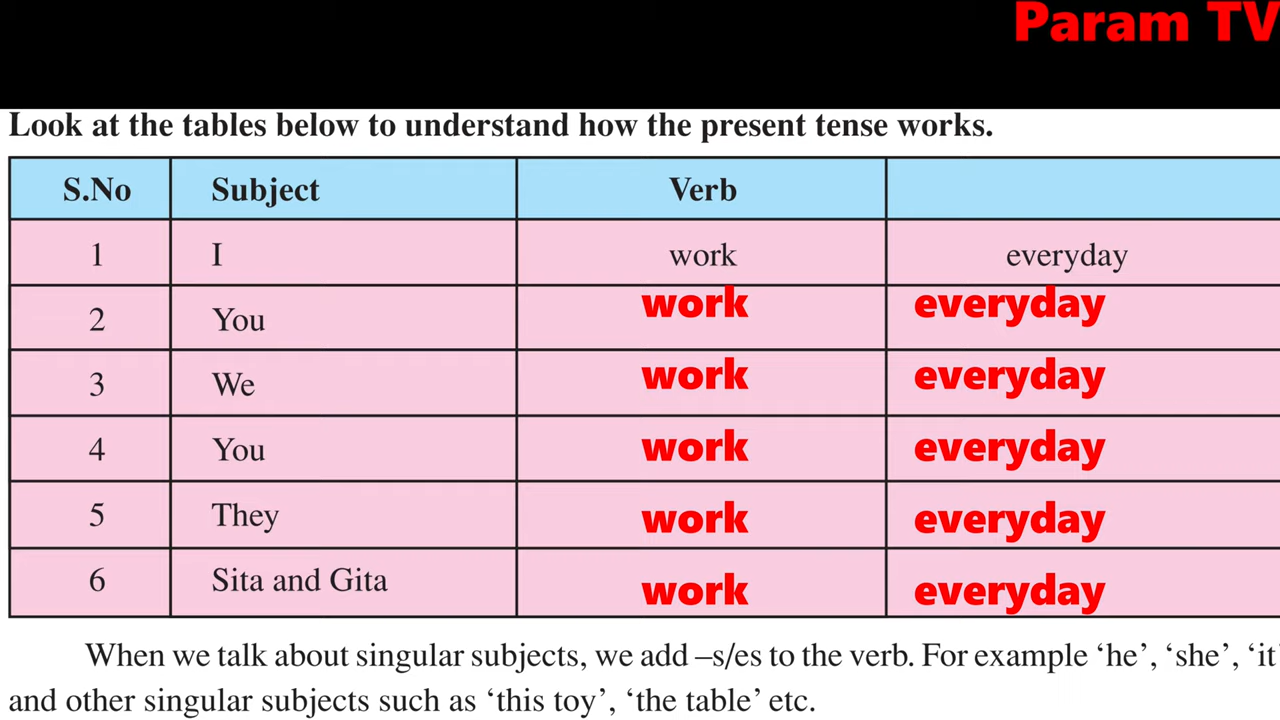 Param TV
Look at the tables below to understand how the present tense works.
S.No Subject Verb
1 I work everyday
2 You work everyday
3 We work everyday
4 You work everyday
5 They work everyday
6 Sita and Gita work everyday
When we talk about singular subjects, we add –s/es to the verb. For example ‘he’, ‘she’, ‘it’
and other singular subjects such as ‘this toy’, ‘the table’ etc.